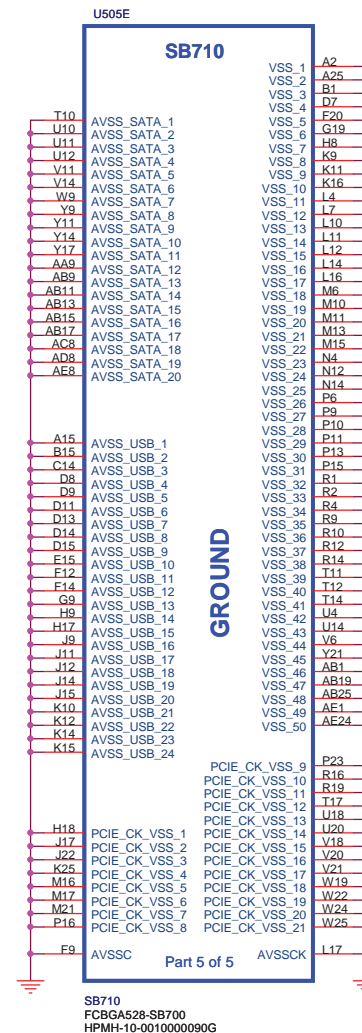 U505E
SB710
T10 AVSS_SATA_1
U10 AVSS_SATA_2
U11 AVSS_SATA_3
U12 AVSS_SATA_4
V11 AVSS_SATA_5
V14 AVSS_SATA_6
W9 AVSS_SATA_7
Y9 AVSS_SATA_8
Y11 AVSS_SATA_9
Y14 AVSS_SATA_10
Y17 AVSS_SATA_11
AA9 AVSS_SATA_12
AB9 AVSS_SATA_13
AB11 AVSS_SATA_14
AB13 AVSS_SATA_15
AB15 AVSS_SATA_16
AB17 AVSS_SATA_17
AC8 AVSS_SATA_18
AD8 AVSS_SATA_19
AE8 AVSS_SATA_20
A15 AVSS_USB_1
B15 AVSS_USB_2
C14 AVSS_USB_3
D8 AVSS_USB_4
D9 AVSS_USB_5
D11 AVSS_USB_6
D13 AVSS_USB_7
D14 AVSS_USB_8
D15 AVSS_USB_9
E15 AVSS_USB_10
F12 AVSS_USB_11
F14 AVSS_USB_12
G9 AVSS_USB_13
H9 AVSS_USB_14
H17 AVSS_USB_15
J9 AVSS_USB_16
J11 AVSS_USB_17
J12 AVSS_USB_18
J14 AVSS_USB_19
J15 AVSS_USB_20
K10 AVSS_USB_21
K12 AVSS_USB_22
K14 AVSS_USB_23
K15 AVSS_USB_24
H18 PCIE_CK_VSS_1
J17 PCIE_CK_VSS_2
J22 PCIE_CK_VSS_3
K25 PCIE_CK_VSS_4
M16 PCIE_CK_VSS_5
M17 PCIE_CK_VSS_6
M21 PCIE_CK_VSS_7
P16 PCIE_CK_VSS_8
F9 AVSSC
GROUND
VSS_1 A2
VSS_2 A25
VSS_3 B1
VSS_4 D7
VSS_5 F20
VSS_6 G19
VSS_7 H8
VSS_8 K9
VSS_9 K11
VSS_10 K16
VSS_11 L4
VSS_12 L7
VSS_13 L10
VSS_14 L11
VSS_15 L12
VSS_16 L14
VSS_17 L16
VSS_18 M6
VSS_19 M10
VSS_20 M11
VSS_21 M13
VSS_22 M15
VSS_23 N4
VSS_24 N12
VSS_25 N14
VSS_26 P6
VSS_27 P9
VSS_28 P10
VSS_29 P11
VSS_30 P13
VSS_31 P15
VSS_32 R1
VSS_33 R2
VSS_34 R4
VSS_35 R9
VSS_36 R10
VSS_37 R12
VSS_38 R14
VSS_39 T11
VSS_40 T12
VSS_41 T14
VSS_42 U4
VSS_43 U14
VSS_44 V6
VSS_45 Y21
VSS_46 AB1
VSS_47 AB19
VSS_48 AB25
VSS_49 AE1
VSS_50 AE24
PCIE_CK_VSS_9 P23
PCIE_CK_VSS_10 R16
PCIE_CK_VSS_11 R19
PCIE_CK_VSS_12 T17
PCIE_CK_VSS_13 U18
PCIE_CK_VSS_14 U20
PCIE_CK_VSS_15 V18
PCIE_CK_VSS_16 V20
PCIE_CK_VSS_17 V21
PCIE_CK_VSS_18 W19
PCIE_CK_VSS_19 W22
PCIE_CK_VSS_20 W24
PCIE_CK_VSS_21 W25
AVSSCK L17
Part 5 of 5
SB710
FCBGA528-SB700
HPMH-10-0010000090G